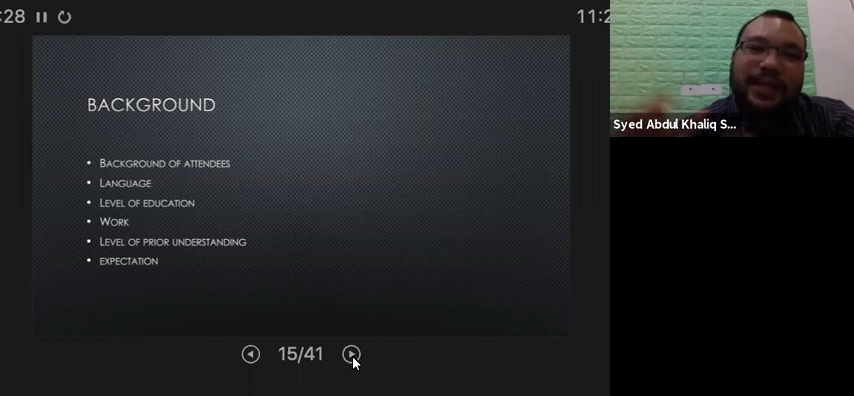 :28
11:2
BACKGROUND
• BACKGROUND OF ATTENDEES
• LANGUAGE
• LEVEL OF EDUCATION
• WORK
• LEVEL OF PRIOR UNDERSTANDING
• EXPECTATION
15/41
Syed Abdul Khaliq S...